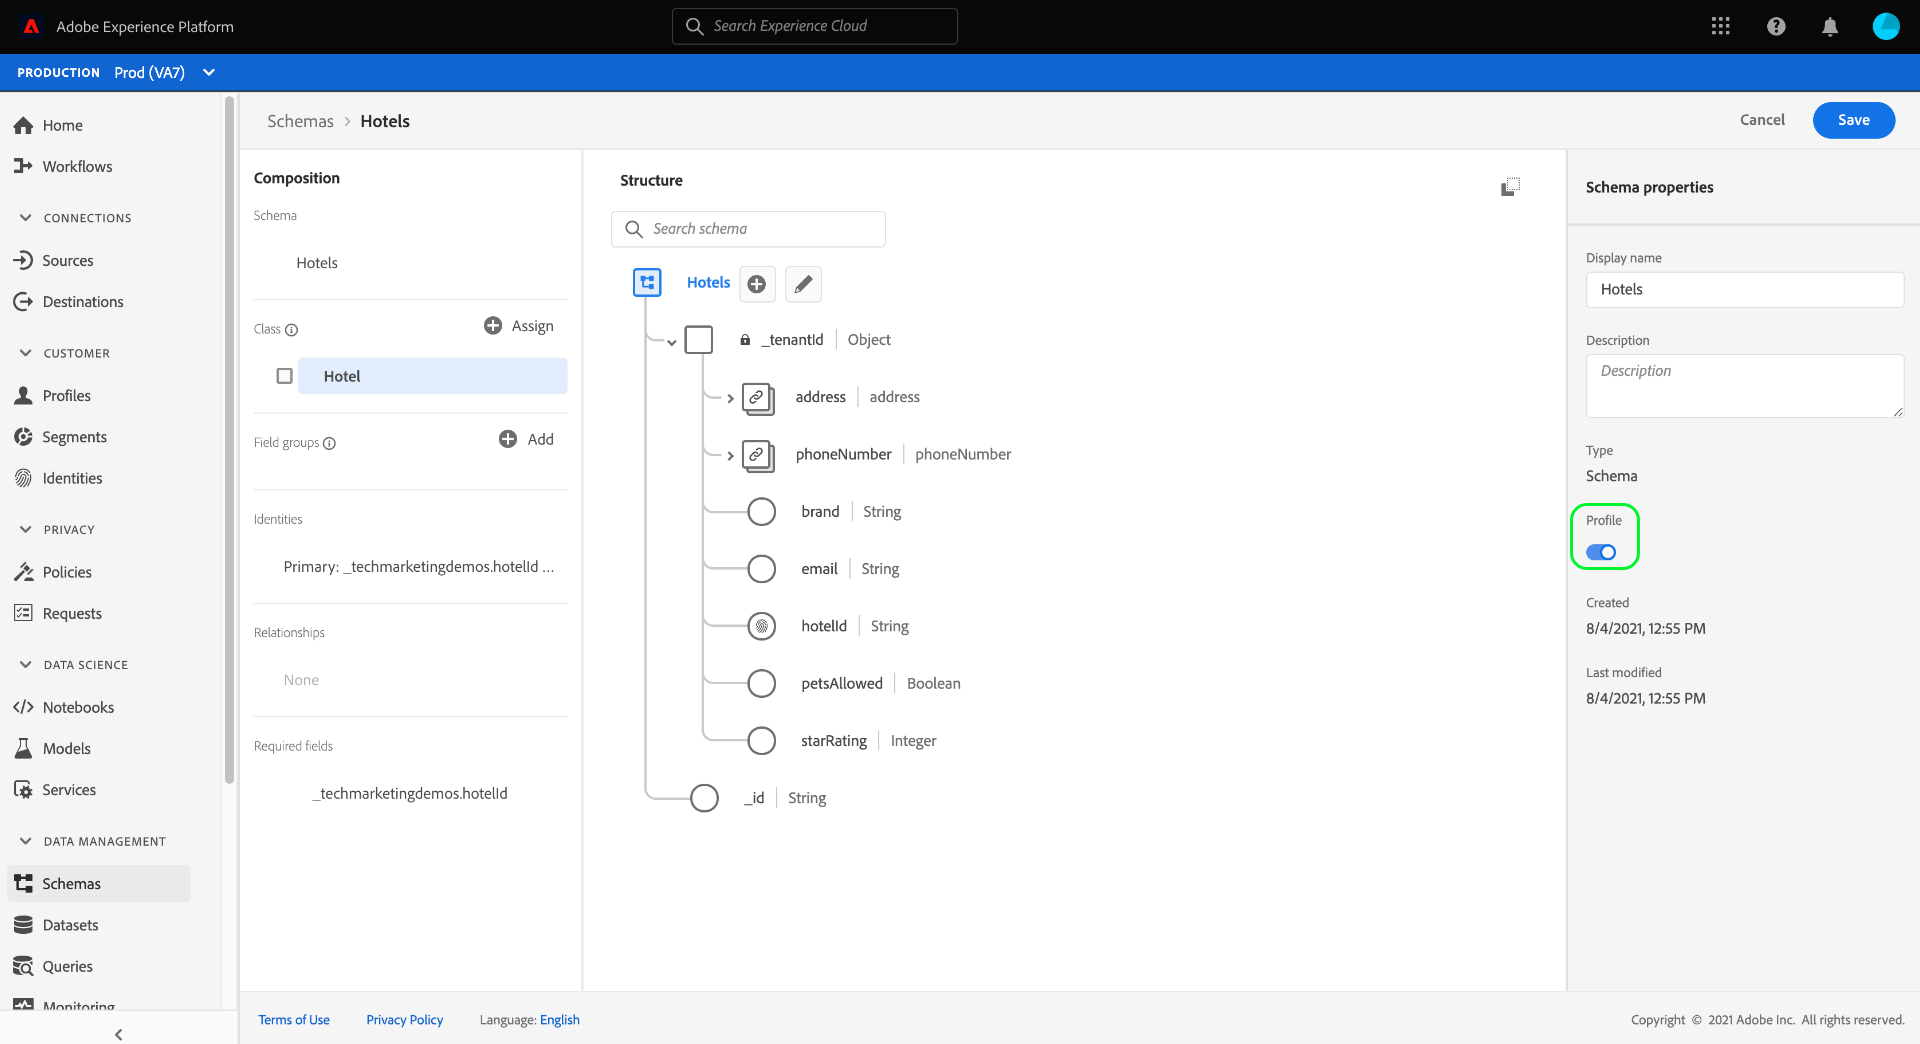 Adobe Experience Platform
Search Experience Cloud
PRODUCTION Prod (VA7)
Home
Workflows
CONNECTIONS
Sources
Destinations
CUSTOMER
Profiles
Segments
Identities
PRIVACY
Policies
Requests
DATA SCIENCE
Notebooks
Models
Services
DATA MANAGEMENT
Schemas
Datasets
Queries
Monitoring
Schemas > Hotels
Cancel
Save
Composition
Schema
Hotels
Class
Assign
Hotel
Field groups
Add
Identities
Primary: _techmarketingdemos.hotelId ...
Relationships
None
Required fields
_techmarketingdemos.hotelId
Structure
Search schema
Hotels
_tenantId | Object
address | address
phoneNumber | phoneNumber
brand | String
email | String
hotelId | String
petsAllowed | Boolean
starRating | Integer
_id | String
Schema properties
Display name
Hotels
Description
Description
Type
Schema
Profile
Created
8/4/2021, 12:55 PM
Last modified
8/4/2021, 12:55 PM
Terms of Use
Privacy Policy
Language: English
Copyright © 2021 Adobe Inc. All rights reserved.